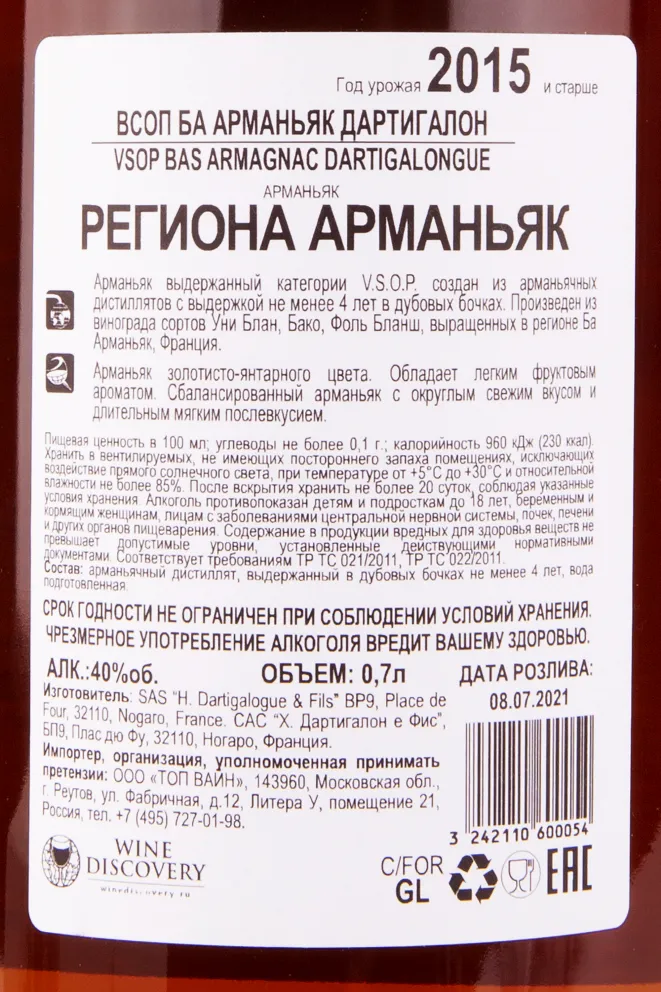 Год урожая 2015 и старше
ВСОП БА АРМАНЬЯК ДАРТИГАЛОН
VSOP BAS ARMAGNAC DARTIGALONGUE
АРМАНЬЯК
РЕГИОНА АРМАНЬЯК
Арманьяк выдержанный категории V.S.O.P. создан из арманьячных
дистиллятов с выдержкой не менее 4 лет в дубовых бочках. Произведен из
винограда сортов Уни Блан, Бако, Фоль Бланш, выращенных в регионе Ба
Арманьяк, Франция.
Арманьяк золотисто-янтарного цвета. Обладает легким фруктовым
ароматом. Сбалансированный арманьяк с округлым свежим вкусом и
длительным мягким послевкусием.
Пищевая ценность в 100 мл; углеводы не более 0,1 г.; калорийность 960 кДж (230 ккал).
Хранить в вентилируемых, не имеющих постороннего запаха помещениях, исключающих
воздействие прямого солнечного света, при температуре от +5°С до +30°С и относительной
влажности не более 85%. После вскрытия хранить не более 20 суток, соблюдая указанные
условия хранения. Алкоголь противопоказан детям и подросткам до 18 лет, беременным и
кормящим женщинам, лицам с заболеваниями центральной нервной системы, почек, печени
и других органов пищеварения. Содержание в продукции вредных для здоровья веществ не
превышает допустимые уровни, установленные действующими нормативными
документами. Соответствует требованиям ТР ТС 021/2011, ТР ТС 022/2011.
Состав: арманьячный дистиллят, выдержанный в дубовых бочках не менее 4 лет, вода
подготовленная.
СРОК ГОДНОСТИ НЕ ОГРАНИЧЕН ПРИ СОБЛЮДЕНИИ УСЛОВИЙ ХРАНЕНИЯ.
ЧРЕЗМЕРНОЕ УПОТРЕБЛЕНИЕ АЛКОГОЛЯ ВРЕДИТ ВАШЕМУ ЗДОРОВЬЮ.
АЛК.:40%об. ОБЪЕМ: 0,7л ДАТА РОЗЛИВА:
08.07.2021
Изготовитель: SAS "H. Dartigalogue & Fils" BP9, Place de
Four, 32110, Nogaro, France. САС "Х. Дартигалон е Фис",
БП9, Плас дю Фу, 32110, Ногаро, Франция.
Импортер, организация, уполномоченная принимать
претензии: ООО «ТОП ВАЙН», 143960, Московская обл.,
г. Реутов, ул. Фабричная, д.12, Литера У, помещение 21,
Россия, тел. +7 (495) 727-01-98.
3 242110 600054
WINE
DISCOVERY
winediscovery.ru
C/FOR
GL
EAC